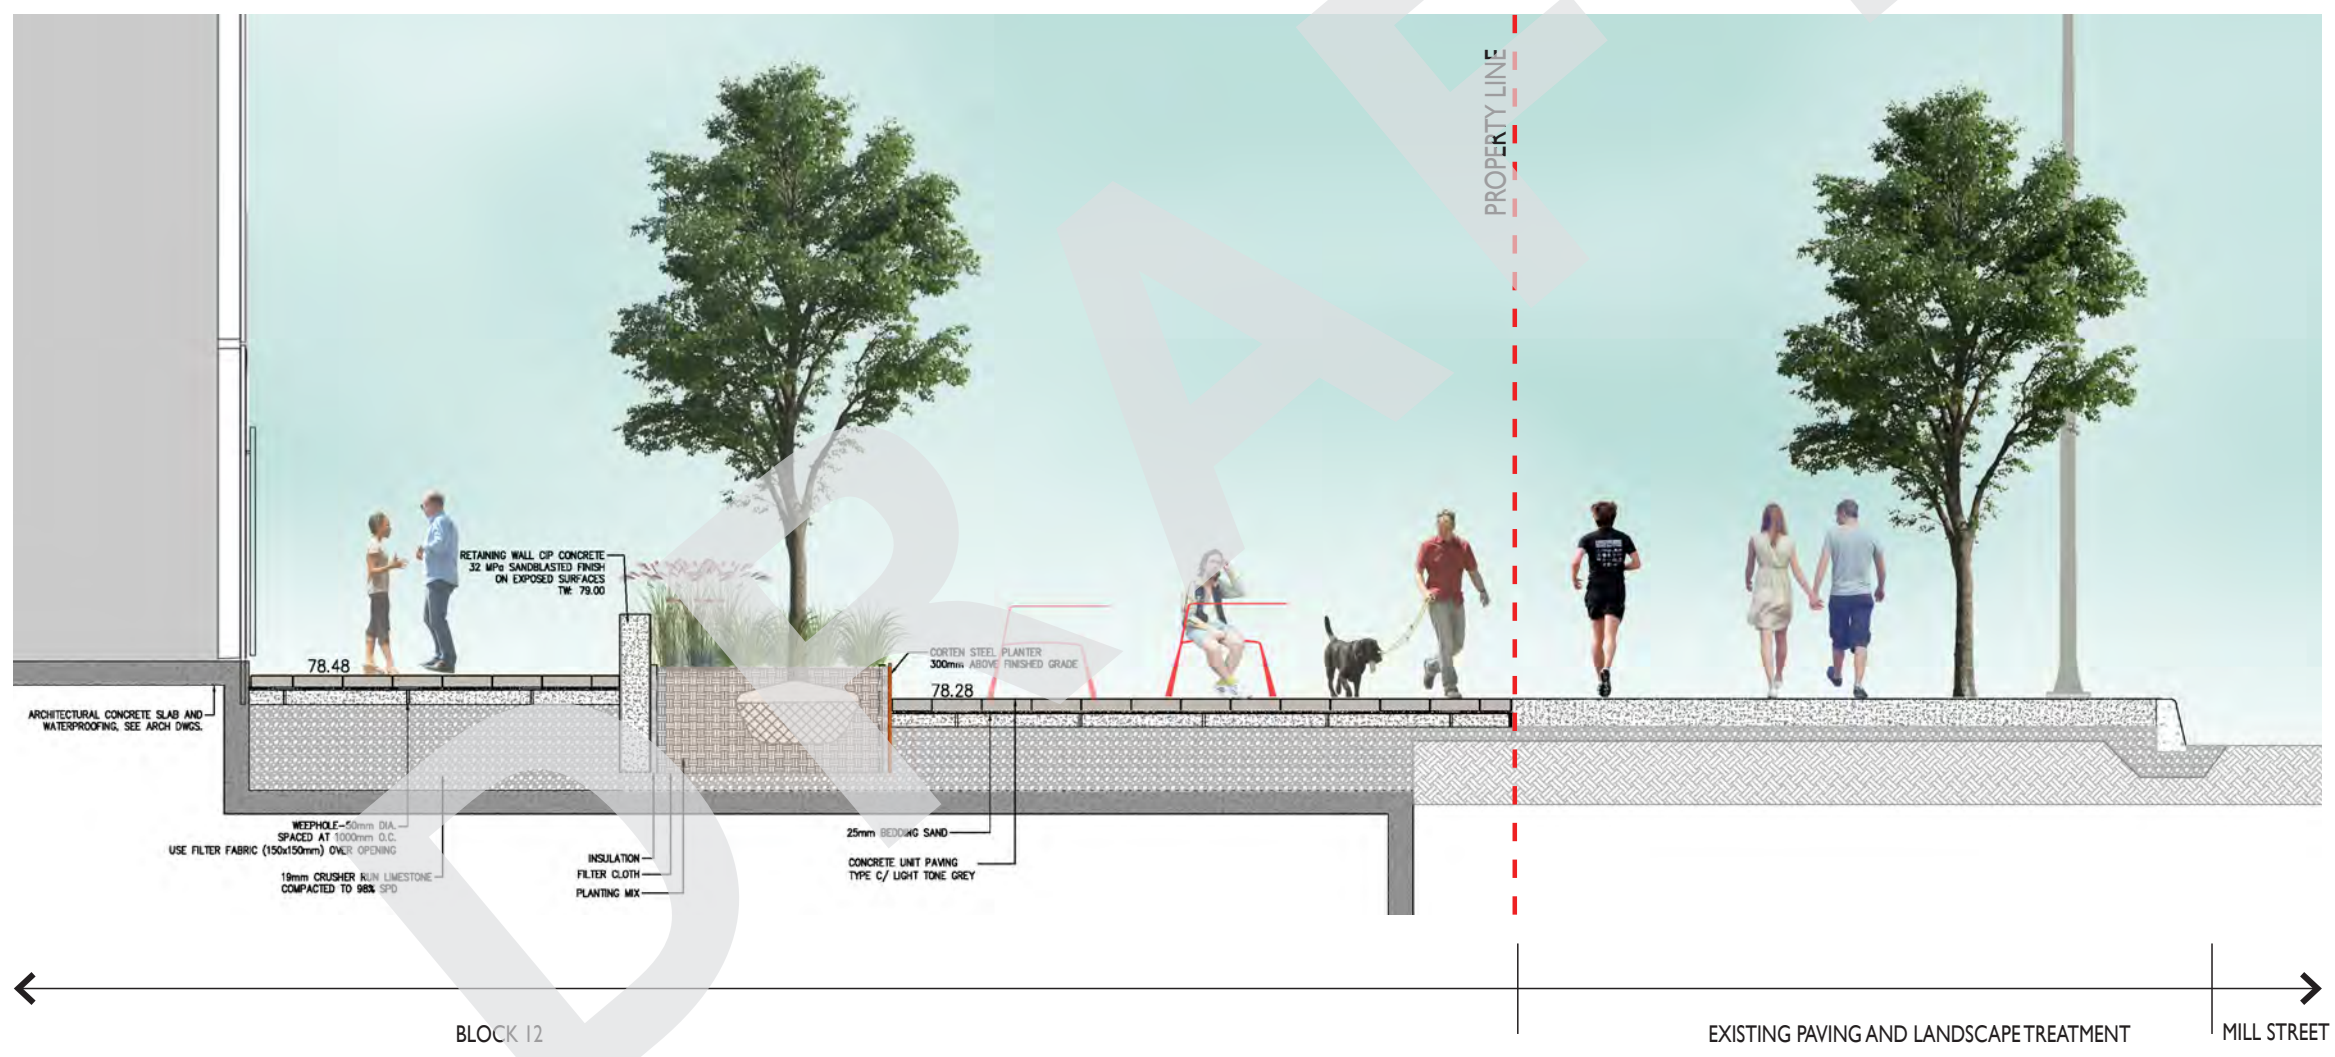 DRAF
PROPERTY LINE
RETAINING WALL CIP CONCRETE
32 MPa SANDBLASTED FINISH
ON EXPOSED SURFACES
TW: 79.00
78.48
CORTEN STEEL PLANTER
300mm ABOVE FINISHED GRADE
78.28
ARCHITECTURAL CONCRETE SLAB AND
WATERPROOFING, SEE ARCH DWGS.
WEEPHOLE-50mm DIA.
SPACED AT 1000mm O.C.
USE FILTER FABRIC (150x150mm) OVER OPENING
19mm CRUSHER RUN LIMESTONE
COMPACTED TO 98% SPD
INSULATION
FILTER CLOTH
PLANTING MIX
25mm BEDDING SAND
CONCRETE UNIT PAVING
TYPE C/ LIGHT TONE GREY
BLOCK 12
EXISTING PAVING AND LANDSCAPE TREATMENT
MILL STREET